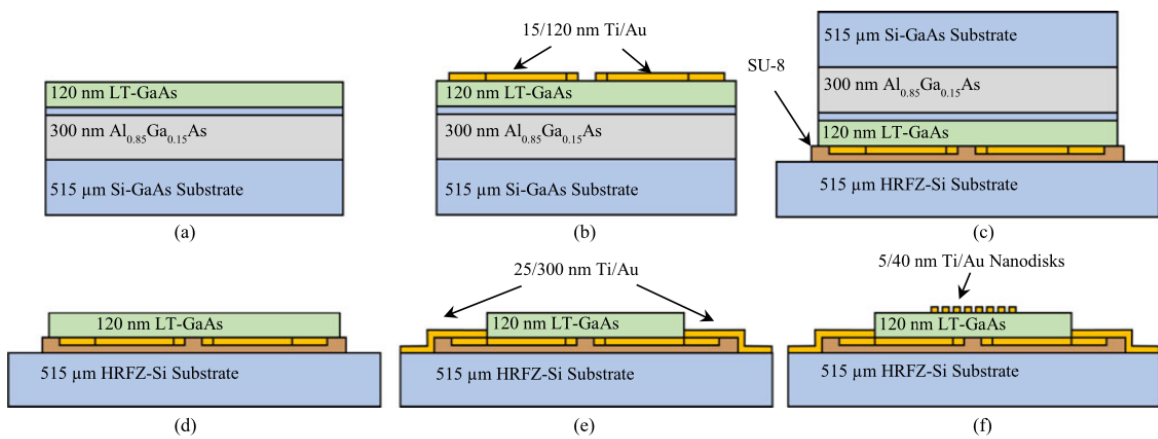 120 nm LT-GaAs
300 nm Al0.85Ga0.15As
515 µm Si-GaAs Substrate
(a)
15/120 nm Ti/Au
120 nm LT-GaAs
300 nm Al0.85Ga0.15As
515 µm Si-GaAs Substrate
(b)
515 µm Si-GaAs Substrate
SU-8
300 nm Al0.85Ga0.15As
120 nm LT-GaAs
515 µm HRFZ-Si Substrate
(c)
120 nm LT-GaAs
515 µm HRFZ-Si Substrate
(d)
25/300 nm Ti/Au
120 nm LT-GaAs
515 µm HRFZ-Si Substrate
(e)
5/40 nm Ti/Au Nanodisks
120 nm LT-GaAs
515 µm HRFZ-Si Substrate
(f)